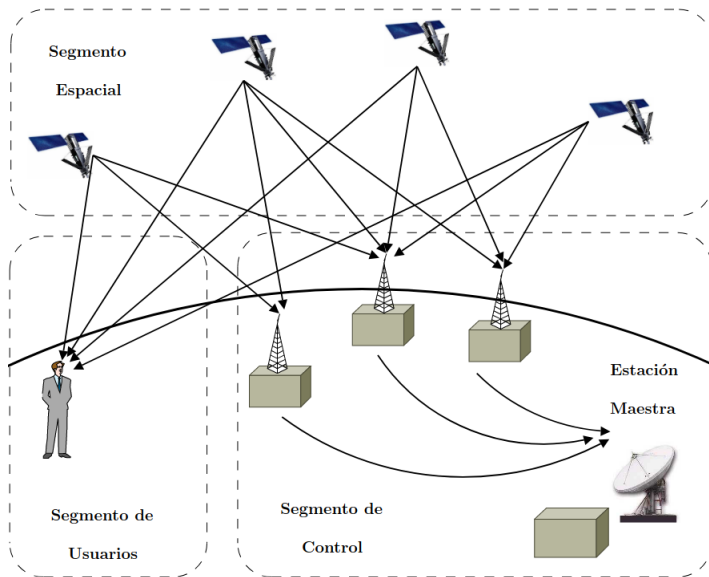 Segmento
Espacial
Estación
Maestra
Segmento de
Usuarios
Segmento de
Control